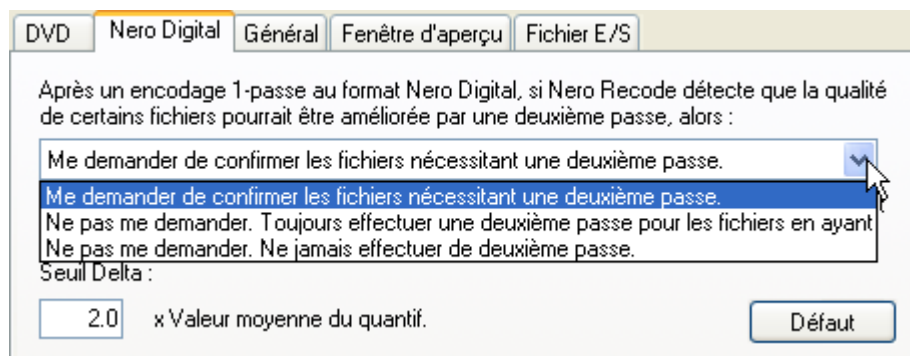 DVD Nero Digital Général Fenêtre d'aperçu Fichier E/S
Après un encodage 1-passe au format Nero Digital, si Nero Recode détecte que la qualité
de certains fichiers pourrait être améliorée par une deuxième passe, alors :
Me demander de confirmer les fichiers nécessitant une deuxième passe.
Me demander de confirmer les fichiers nécessitant une deuxième passe.
Ne pas me demander. Toujours effectuer une deuxième passe pour les fichiers en ayant
Ne pas me demander. Ne jamais effectuer de deuxième passe.
Seuil Delta :
2.0 x Valeur moyenne du quantif. Défaut